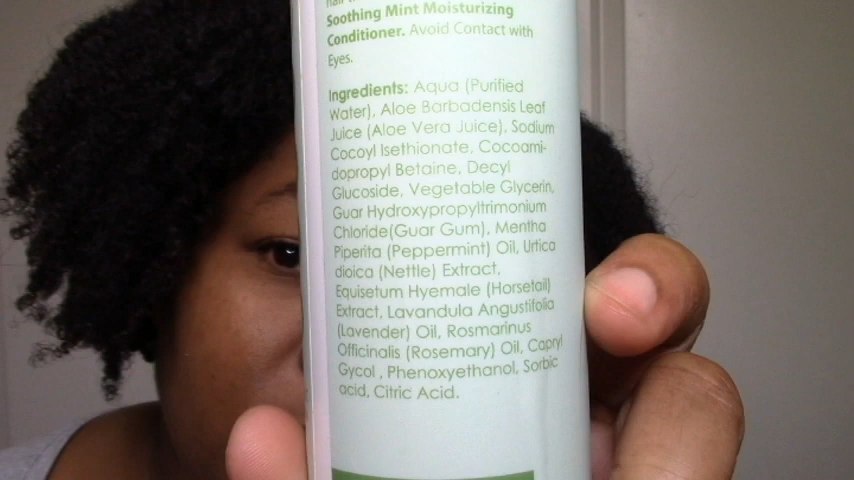 Soothing Mint Moisturizing
Conditioner. Avoid Contact with
Eyes.
Ingredients: Aqua (Purified
Water), Aloe Barbadensis Leaf
Juice (Aloe Vera Juice), Sodium
Cocoyl Isethionate, Cocoami-
dopropyl Betaine, Decyl
Glucoside, Vegetable Glycerin,
Guar Hydroxypropyltrimonium
Chloride(Guar Gum), Mentha
Piperita (Peppermint) Oil, Urtica
dioica (Nettle) Extract,
Equisetum Hyemale (Horsetail)
Extract, Lavandula Angustifolia
(Lavender) Oil, Rosmarinus
Officinalis (Rosemary) Oil, Capryl
Gycol , Phenoxyethanol, Sorbic
acid, Citric Acid.